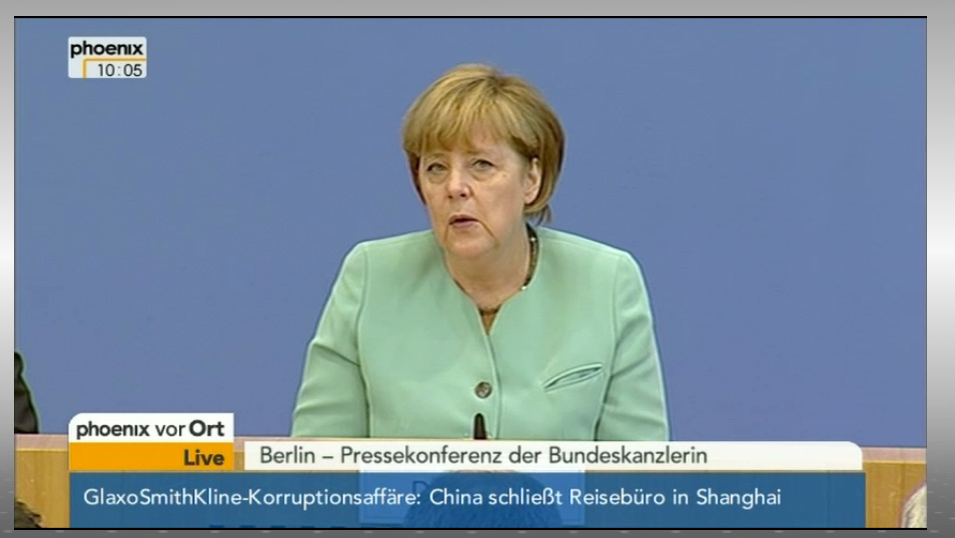 phoenix
10:05
phoenix vor Ort
Live
Berlin – Pressekonferenz der Bundeskanzlerin
GlaxoSmithKline-Korruptionsaffäre: China schließt Reisebüro in Shanghai